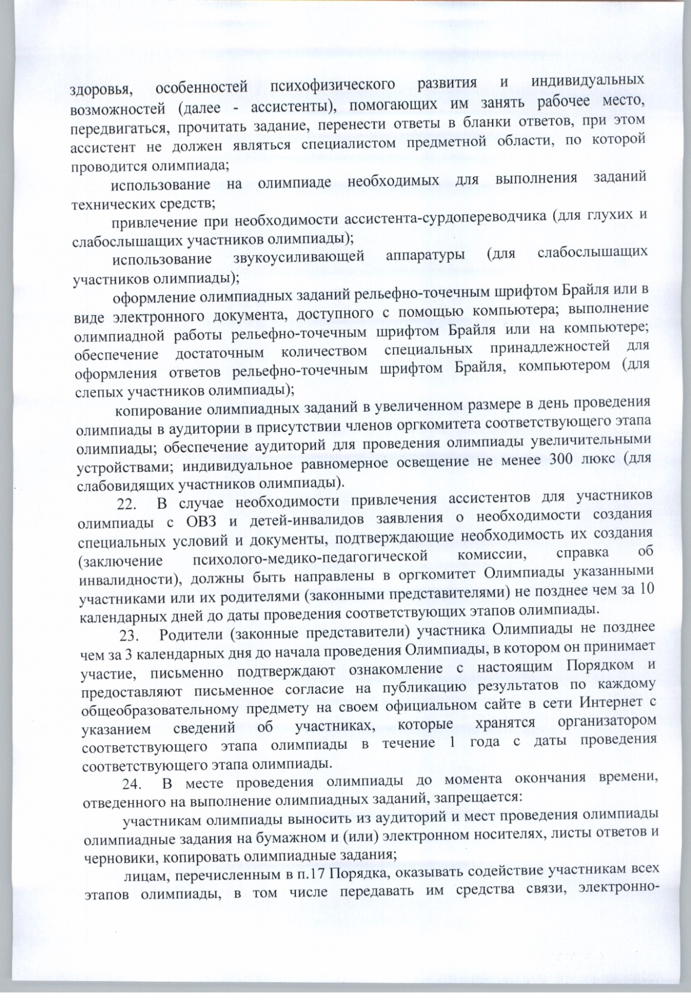 здоровья, особенностей психофизического развития и индивидуальных
возможностей (далее - ассистенты), помогающих им занять рабочее место,
передвигаться, прочитать задание, перенести ответы в бланки ответов, при этом
ассистент не должен являться специалистом предметной области, по которой
проводится олимпиада;
использование на олимпиаде необходимых для выполнения заданий
технических средств;
привлечение при необходимости ассистента-сурдопереводчика (для глухих и
слабослышащих участников олимпиады);
использование звукоусиливающей аппаратуры (для слабослышащих
участников олимпиады);
оформление олимпиадных заданий рельефно-точечным шрифтом Брайля или в
виде электронного документа, доступного с помощью компьютера; выполнение
олимпиадной работы рельефно-точечным шрифтом Брайля или на компьютере;
обеспечение достаточным количеством специальных принадлежностей для
оформления ответов рельефно-точечным шрифтом Брайля, компьютером (для
слепых участников олимпиады);
копирование олимпиадных заданий в увеличенном размере в день проведения
олимпиады в аудитории в присутствии членов оргкомитета соответствующего этапа
олимпиады; обеспечение аудиторий для проведения олимпиады увеличительными
устройствами; индивидуальное равномерное освещение не менее 300 люкс (для
слабовидящих участников олимпиады).
22. В случае необходимости привлечения ассистентов для участников
олимпиады с ОВЗ и детей-инвалидов заявления о необходимости создания
специальных условий и документы, подтверждающие необходимость их создания
(заключение психолого-медико-педагогической комиссии, справка об
инвалидности), должны быть направлены в оргкомитет Олимпиады указанными
участниками или их родителями (законными представителями) не позднее чем за 10
календарных дней до даты проведения соответствующих этапов олимпиады.
23. Родители (законные представители) участника Олимпиады не позднее
чем за 3 календарных дня до начала проведения Олимпиады, в котором он принимает
участие, письменно подтверждают ознакомление с настоящим Порядком и
предоставляют письменное согласие на публикацию результатов по каждому
общеобразовательному предмету на своем официальном сайте в сети Интернет с
указанием сведений об участниках, которые хранятся организатором
соответствующего этапа олимпиады в течение 1 года с даты проведения
соответствующего этапа олимпиады.
24. В месте проведения олимпиады до момента окончания времени,
отведенного на выполнение олимпиадных заданий, запрещается:
участникам олимпиады выносить из аудиторий и мест проведения олимпиады
олимпиадные задания на бумажном и (или) электронном носителях, листы ответов и
черновики, копировать олимпиадные задания;
лицам, перечисленным в п.17 Порядка, оказывать содействие участникам всех
этапов олимпиады, в том числе передавать им средства связи, электронно-